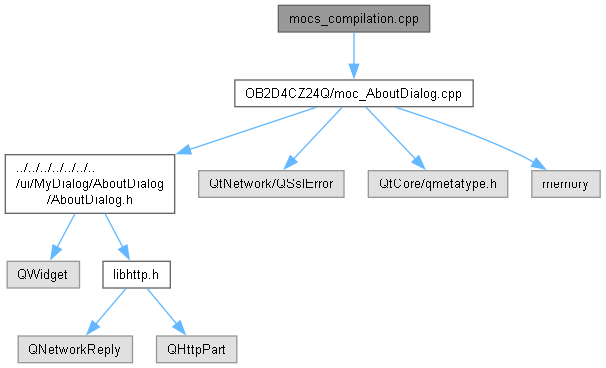 mocs_compilation.cpp
OB2D4CZ24Q/moc_AboutDialog.cpp
../../../../../../..
/ui/MyDialog/AboutDialog
/AboutDialog.h
QtNetwork/QSslError
QtCore/qmetatype.h
memory
QWidget
libhttp.h
QNetworkReply
QHttpPart